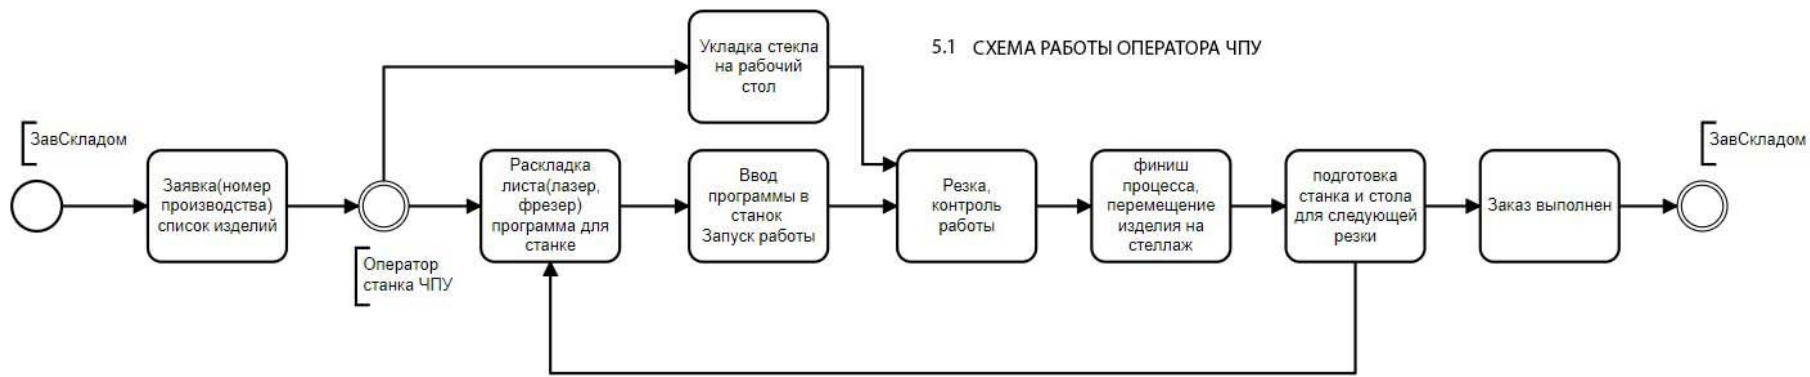 5.1 СХЕМА РАБОТЫ ОПЕРАТОРА ЧПУ
ЗавСкладом
Заявка(номер
производства)
список изделий
Оператор
станка ЧПУ
Укладка стекла
на рабочий
стол
Раскладка
листа(лазер,
фрезер)
программа для
станке
Ввод
программы в
станок
Запуск работы
Резка,
контроль
работы
финиш
процесса,
перемещение
изделия на
стеллаж
подготовка
станка и стола
для следующей
резки
Заказ выполнен
ЗавСкладом